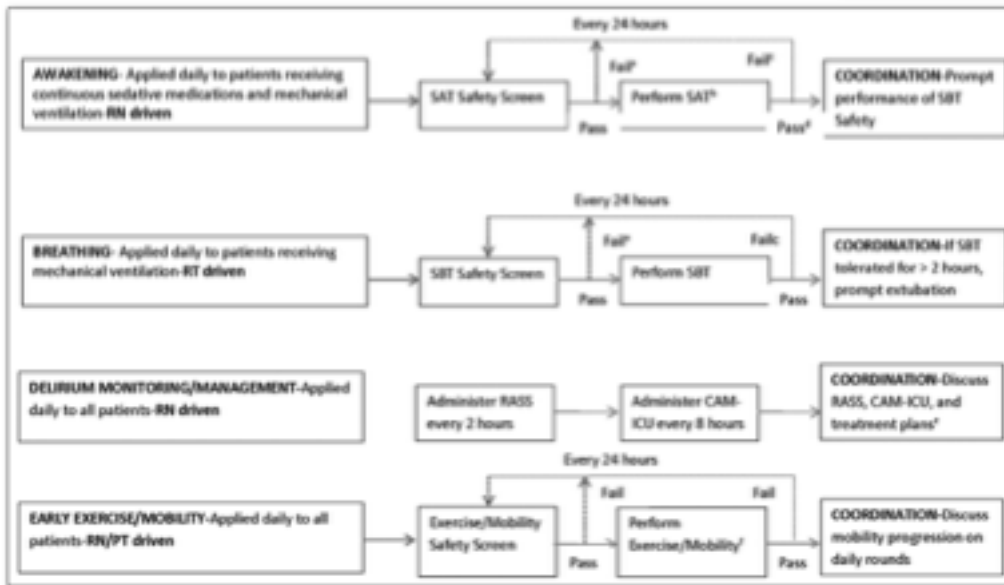 Every 24 hours
AWAKENING- Applied daily to patients receiving
continuous sedative medications and mechanical
ventilation-RN driven
SAT Safety Screen
Fail
Pass
Perform SAT
Fail
Pass
COORDINATION-Prompt
performance of SBT
Safety
Every 24 hours
BREATHING- Applied daily to patients receiving
mechanical ventilation-RT driven
SBT Safety Screen
Fail
Pass
Perform SBT
Failc
Pass
COORDINATION-If SBT
tolerated for > 2 hours,
prompt extubation
DELIRIUM MONITORING/MANAGEMENT-Applied
daily to all patients-RN driven
Administer RASS
every 2 hours
Administer CAM-
ICU every 8 hours
COORDINATION-Discuss
RASS, CAM-ICU, and
treatment plans
Every 24 hours
EARLY EXERCISE/MOBILITY-Applied daily to all
patients-RN/PT driven
Exercise/Mobility
Safety Screen
Fail
Pass
Perform
Exercise/Mobility
Fail
Pass
COORDINATION-Discuss
mobility progression on
daily rounds